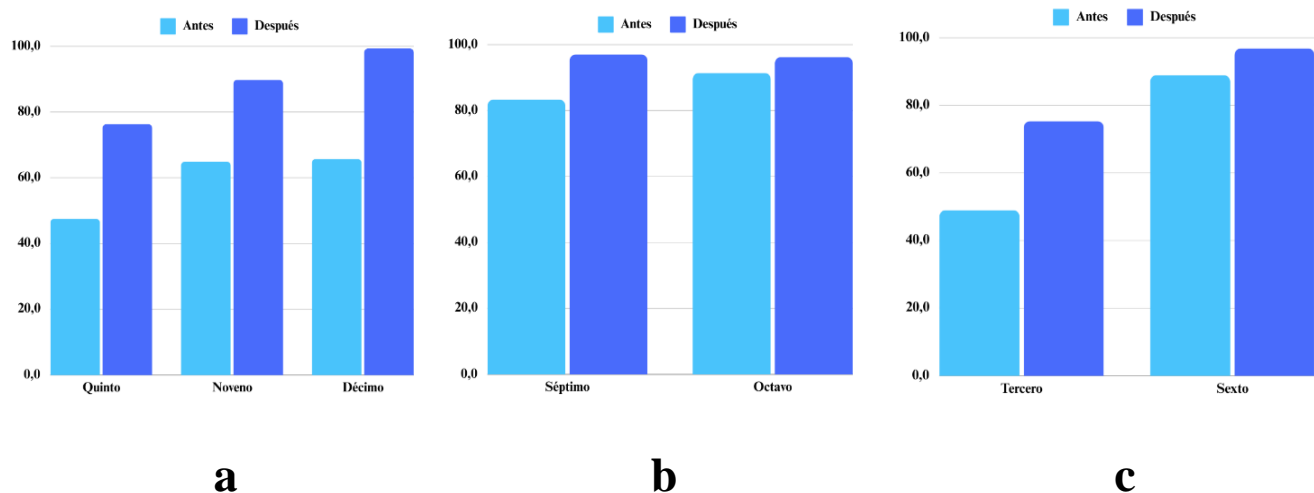 Antes Después
100,0
80,0
60,0
40,0
20,0
0,0
Quinto Noveno Décimo
a
Antes Después
100,0
80,0
60,0
40,0
20,0
0,0
Séptimo Octavo
b
Antes Después
100,0
80,0
60,0
40,0
20,0
0,0
Tercero Sexto
c